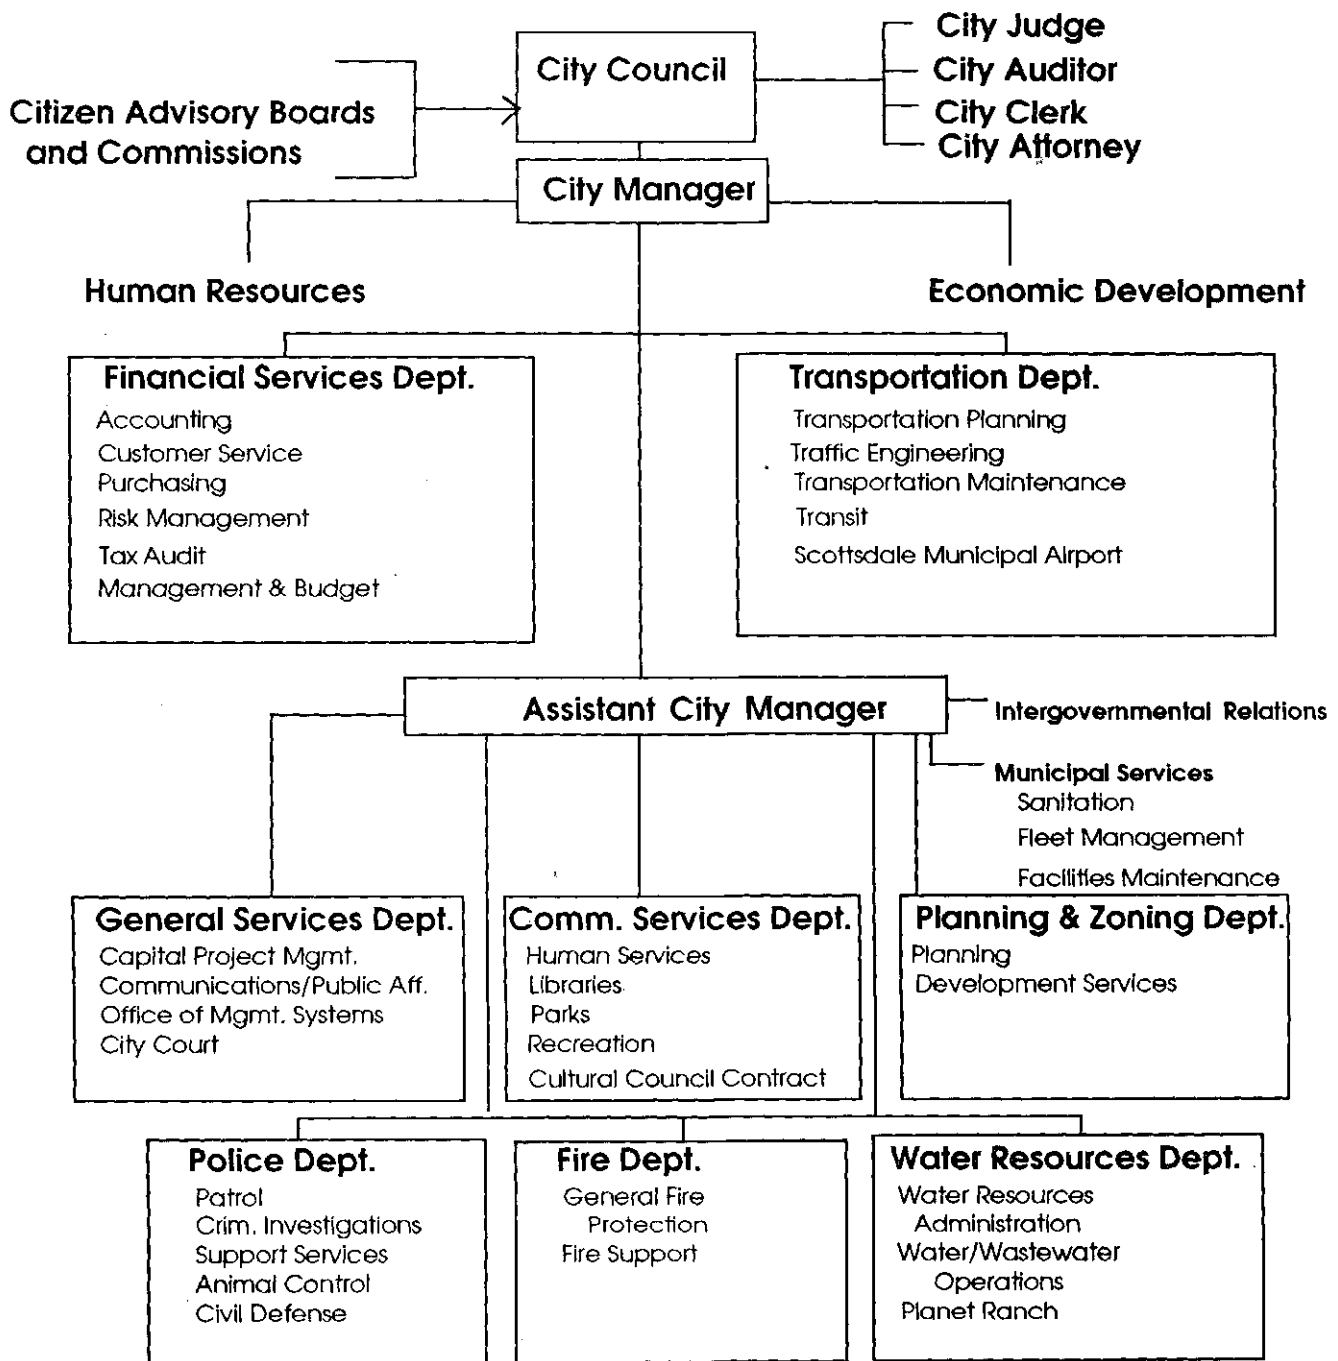 City Council
City Judge
City Auditor
City Clerk
City Attorney
Citizen Advisory Boards
and Commissions
City Manager
Human Resources
Economic Development
Financial Services Dept.
Accounting
Customer Service
Purchasing
Risk Management
Tax Audit
Management & Budget
Transportation Dept.
Transportation Planning
Traffic Engineering
Transportation Maintenance
Transit
Scottsdale Municipal Airport
Assistant City Manager
Intergovernmental Relations
Municipal Services
Sanitation
Fleet Management
Facilities Maintenance
General Services Dept.
Capital Project Mgmt.
Communications/Public Aff.
Office of Mgmt. Systems
City Court
Comm. Services Dept.
Human Services
Libraries
Parks
Recreation
Cultural Council Contract
Planning & Zoning Dept.
Planning
Development Services
Police Dept.
Patrol
Crim. Investigations
Support Services
Animal Control
Civil Defense
Fire Dept.
General Fire
Protection
Fire Support
Water Resources Dept.
Water Resources
Administration
Water/Wastewater
Operations
Planet Ranch